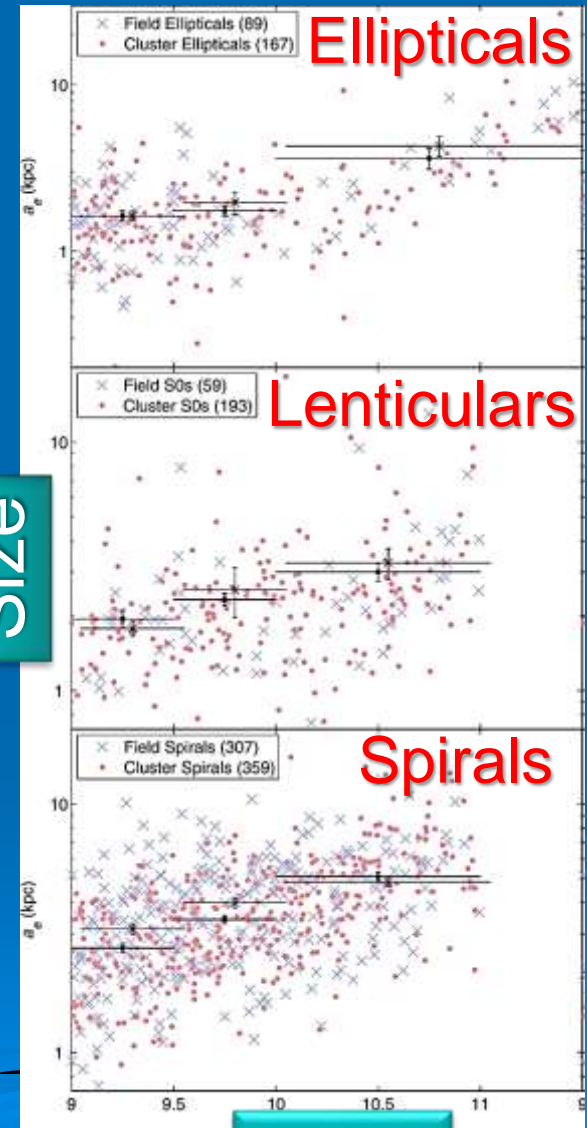 Field Ellipticals (89)
Cluster Ellipticals (167)
Ellipticals
10
a_e (kpc)
1
Field S0s (59)
Cluster S0s (193)
Lenticulars
10
Size
1
Field Spirals (307)
Cluster Spirals (359)
Spirals
10
a_e (kpc)
1
9 9.5 10 10.5 11 9